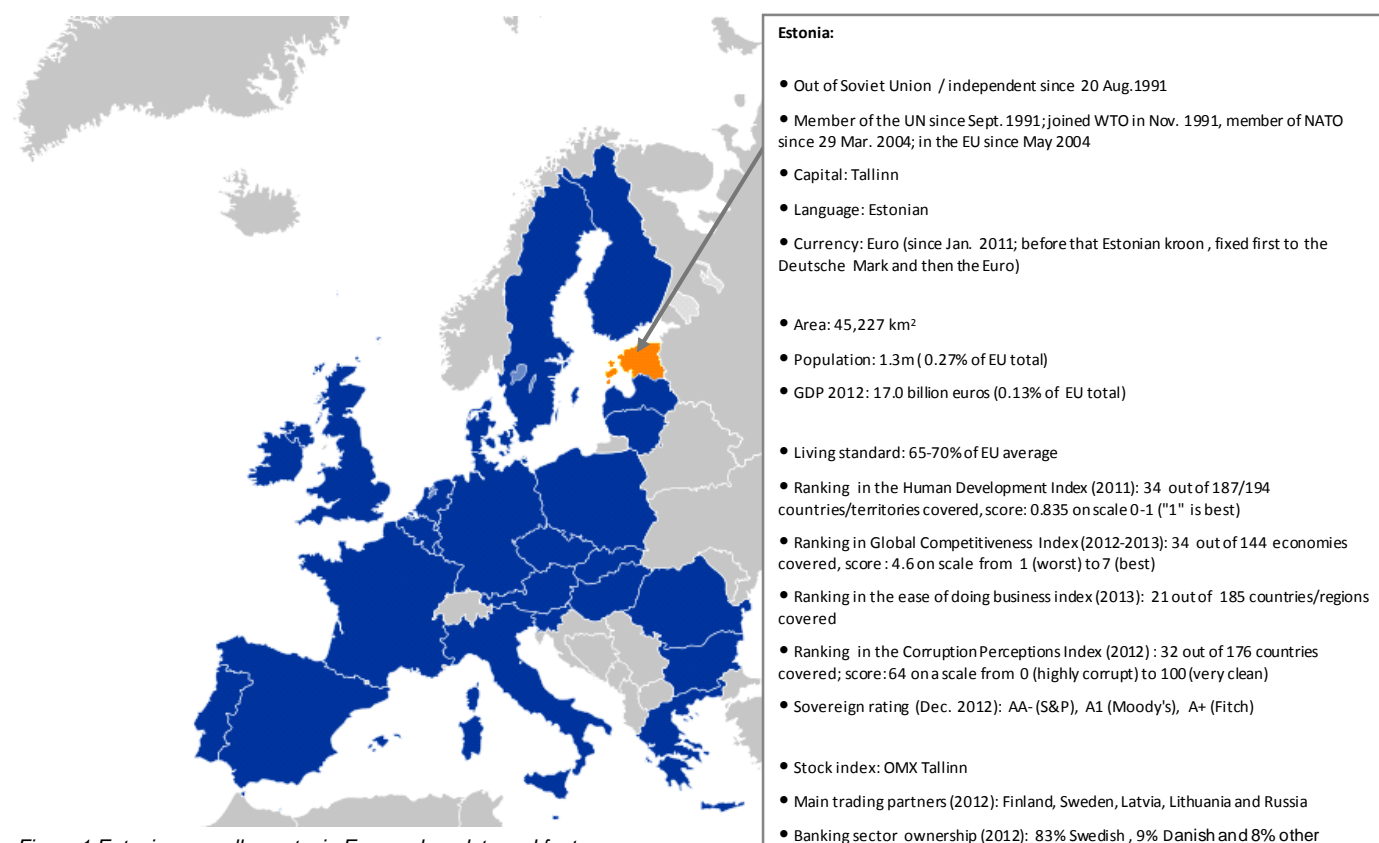 Estonia:
• Out of Soviet Union / independent since 20 Aug.1991
• Member of the UN since Sept. 1991; joined WTO in Nov. 1991, member of NATO
since 29 Mar. 2004; in the EU since May 2004
• Capital: Tallinn
• Language: Estonian
• Currency: Euro (since Jan. 2011; before that Estonian kroon , fixed first to the
Deutsche Mark and then the Euro)
• Area: 45,227 km²
• Population: 1.3m ( 0.27% of EU total)
• GDP 2012: 17.0 billion euros (0.13% of EU total)
• Living standard: 65-70% of EU average
• Ranking in the Human Development Index (2011): 34 out of 187/194
countries/territories covered, score: 0.835 on scale 0-1 ("1" is best)
• Ranking in Global Competitiveness Index (2012-2013): 34 out of 144 economies
covered, score : 4.6 on scale from 1 (worst) to 7 (best)
• Ranking in the ease of doing business index (2013): 21 out of 185 countries/regions
covered
• Ranking in the Corruption Perceptions Index (2012) : 32 out of 176 countries
covered; score: 64 on a scale from 0 (highly corrupt) to 100 (very clean)
• Sovereign rating (Dec. 2012): AA- (S&P), A1 (Moody's), A+ (Fitch)
• Stock index: OMX Tallinn
• Main trading partners (2012): Finland, Sweden, Latvia, Lithuania and Russia
• Banking sector ownership (2012): 83% Swedish , 9% Danish and 8% other